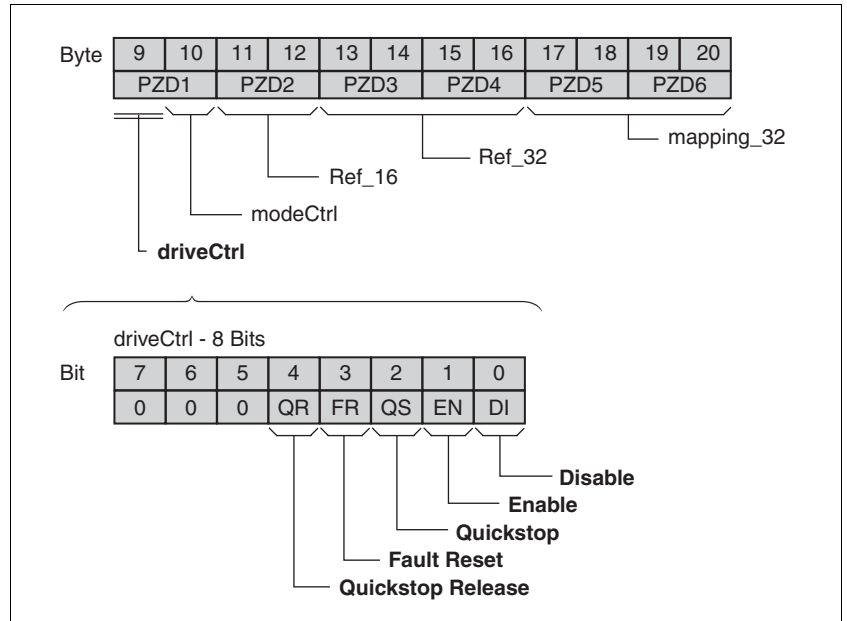 Byte 9 10 11 12 13 14 15 16 17 18 19 20
PZD1 PZD2 PZD3 PZD4 PZD5 PZD6
mapping_32
Ref_32
Ref_16
modeCtrl
driveCtrl
driveCtrl - 8 Bits
Bit 7 6 5 4 3 2 1 0
0 0 0 QR FR QS EN DI
Disable
Enable
Quickstop
Fault Reset
Quickstop Release